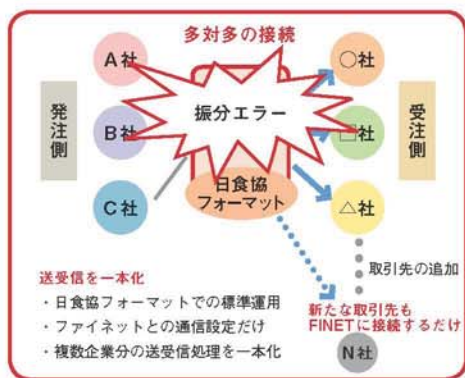 多対多の接続
A社
○社
発注側
振分エラー
受注側
B社
□社
日食協
フォーマット
C社
△社
取引先の追加
送受信を一本化
・日食協フォーマットでの標準運用
・ファイネットとの通信設定だけ
・複数企業分の送受信処理を一本化
新たな取引先も
FINETに接続するだけ
N社